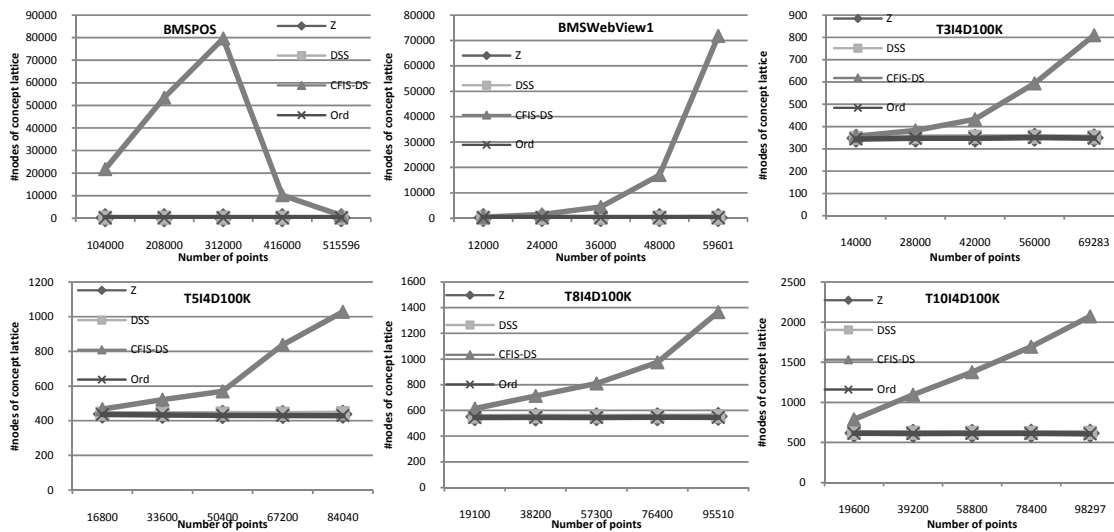 BMSPOS
#nodes of concept lattice
90000
80000
70000
60000
50000
40000
30000
20000
10000
0
Z
DSS
CFIS-DS
Ord
104000 208000 312000 416000 515596
Number of points
BMSWebView1
#nodes of concept lattice
80000
70000
60000
50000
40000
30000
20000
10000
0
Z
DSS
CFIS-DS
Ord
12000 24000 36000 48000 59601
Number of points
T3I4D100K
#nodes of concept lattice
900
800
700
600
500
400
300
200
100
0
Z
DSS
CFIS-DS
Ord
14000 28000 42000 56000 69283
Number of points
T5I4D100K
#nodes of concept lattice
1200
1000
800
600
400
200
0
Z
DSS
CFIS-DS
Ord
16800 33600 50400 67200 84040
Number of points
T8I4D100K
#nodes of concept lattice
1600
1400
1200
1000
800
600
400
200
0
Z
DSS
CFIS-DS
Ord
19100 38200 57300 76400 95510
Number of points
T10I4D100K
#nodes of concept lattice
2500
2000
1500
1000
500
0
Z
DSS
CFIS-DS
Ord
19600 39200 58800 78400 98297
Number of points